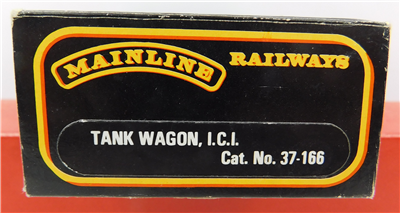 MAINLINE RAILWAYS
TANK WAGON, I.C.I.
Cat. No. 37-166